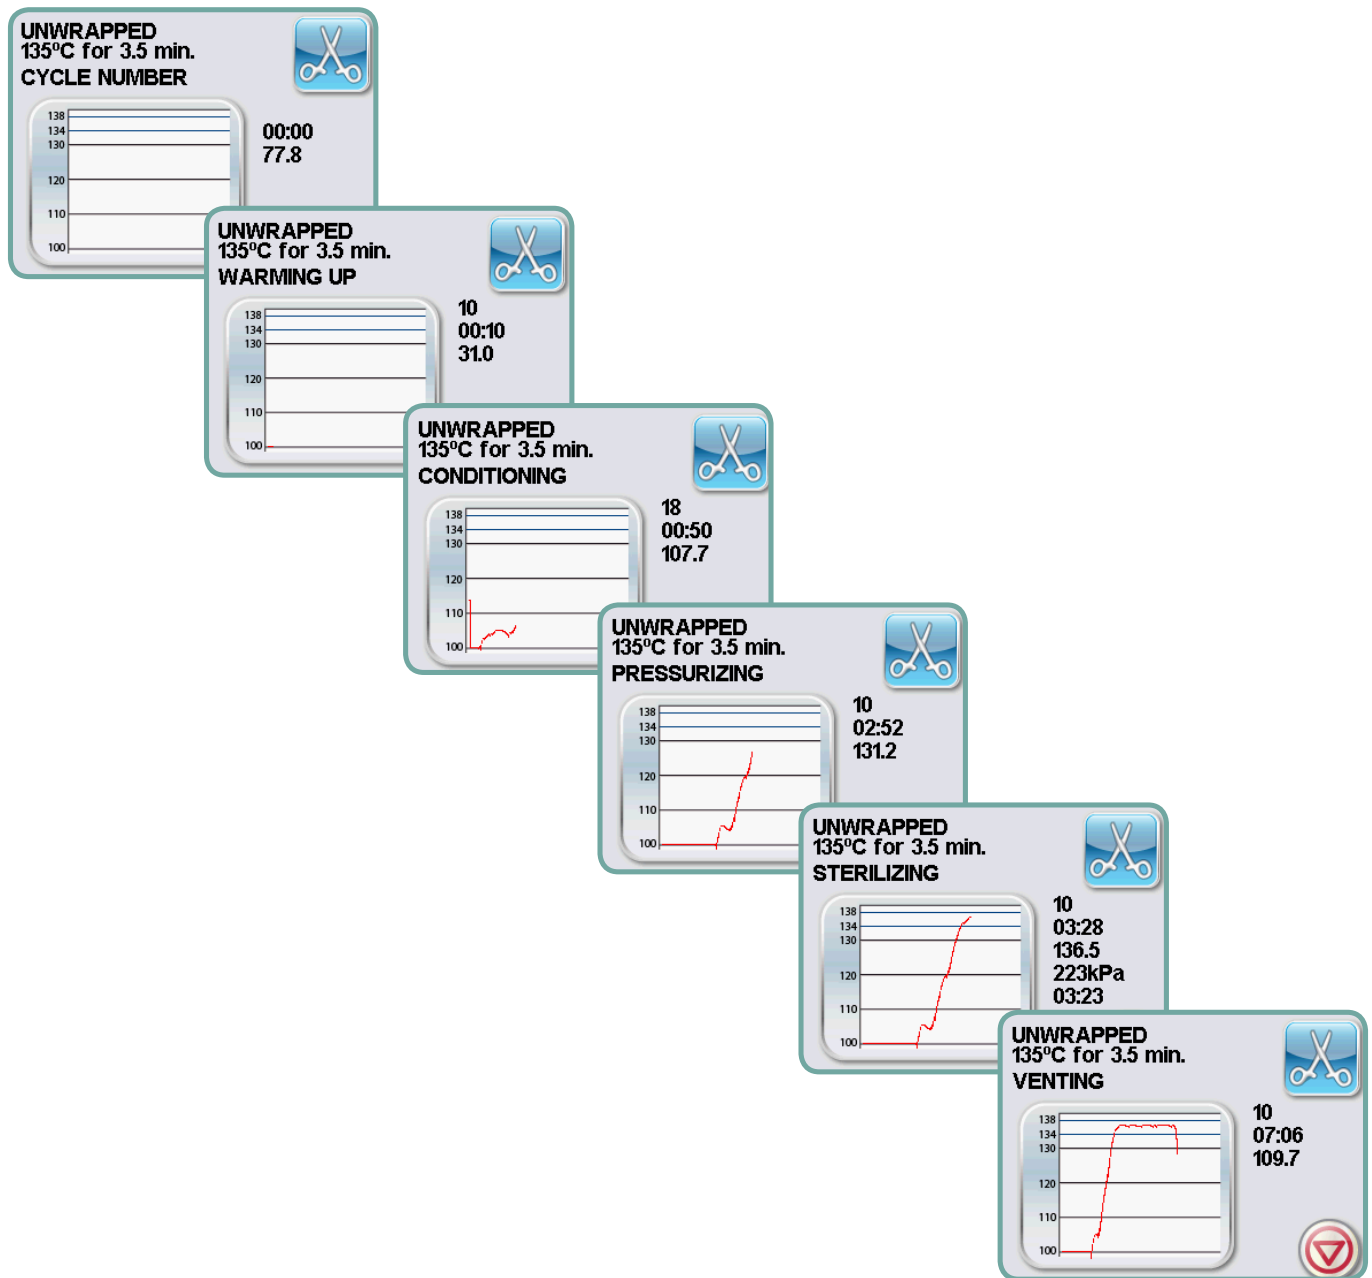 UNWRAPPED
135ºC for 3.5 min.
CYCLE NUMBER
138
134
130
120
110
100
00:00
77.8
UNWRAPPED
135ºC for 3.5 min.
WARMING UP
138
134
130
120
110
100
10
00:10
31.0
UNWRAPPED
135ºC for 3.5 min.
CONDITIONING
138
134
130
120
110
100
18
00:50
107.7
UNWRAPPED
135ºC for 3.5 min.
PRESSURIZING
138
134
130
120
110
100
10
02:52
131.2
UNWRAPPED
135ºC for 3.5 min.
STERILIZING
138
134
130
120
110
100
10
03:28
136.5
223kPa
03:23
UNWRAPPED
135ºC for 3.5 min.
VENTING
138
134
130
120
110
100
10
07:06
109.7